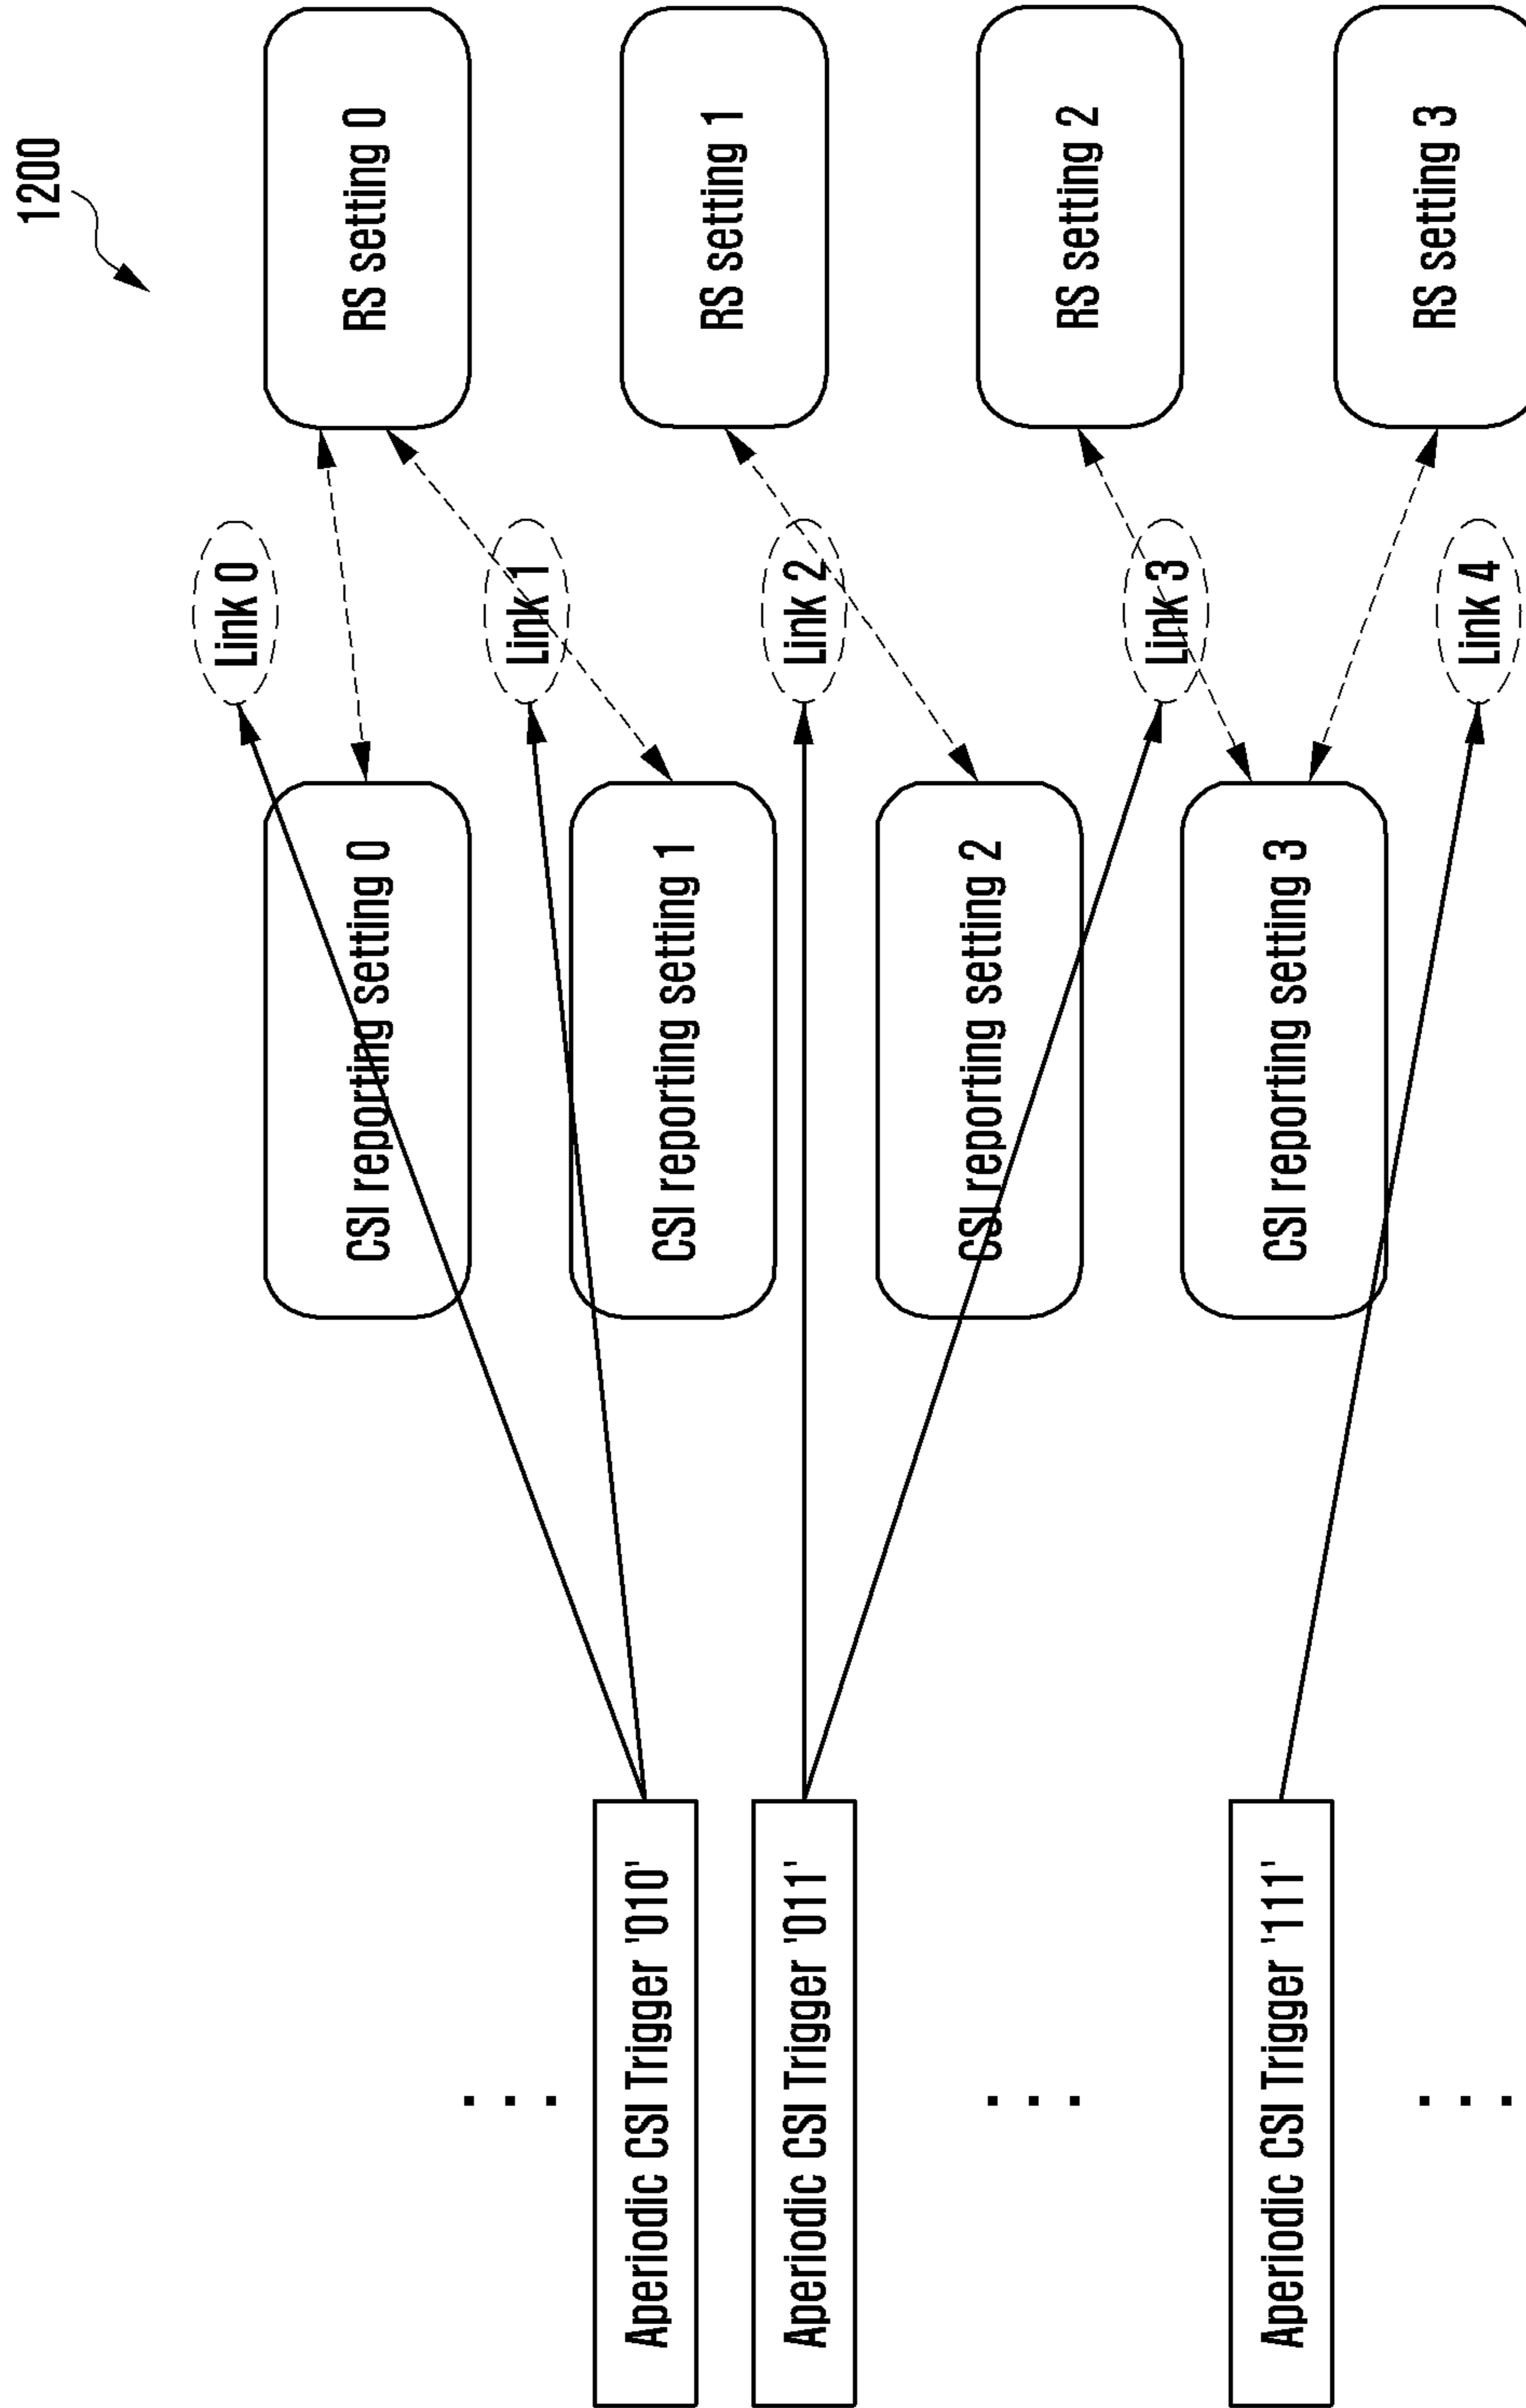 1200
Link 0
CSI reporting setting 0
RS setting 0
Link 1
Aperiodic CSI Trigger '010'
CSI reporting setting 1
RS setting 1
Aperiodic CSI Trigger '011'
Link 2
CSI reporting setting 2
RS setting 2
Link 3
Aperiodic CSI Trigger '111'
CSI reporting setting 3
RS setting 3
Link 4